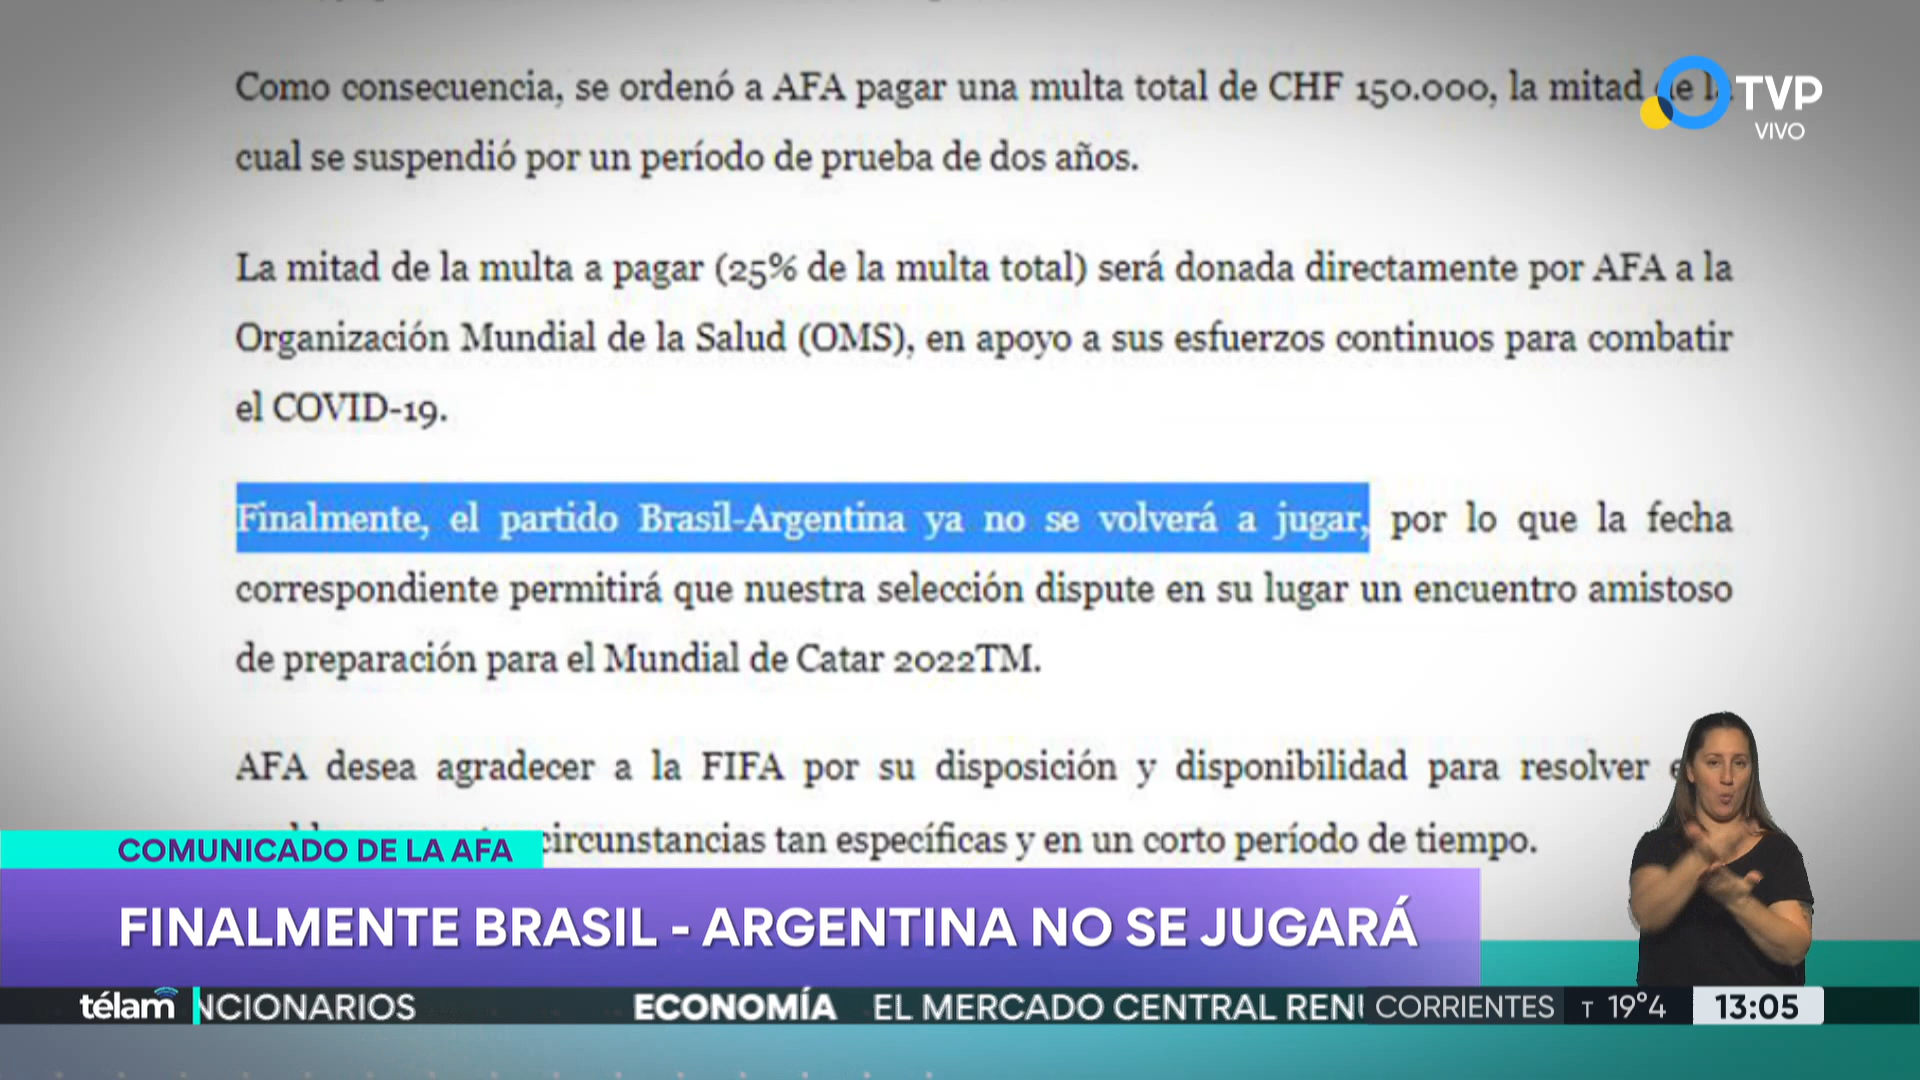 Como consecuencia, se ordenó a AFA pagar una multa total de CHF 150.000, la mitad de la
cual se suspendió por un período de prueba de dos años.
La mitad de la multa a pagar (25% de la multa total) será donada directamente por AFA a la
Organización Mundial de la Salud (OMS), en apoyo a sus esfuerzos continuos para combatir
el COVID-19.
Finalmente, el partido Brasil-Argentina ya no se volverá a jugar, por lo que la fecha
correspondiente permitirá que nuestra selección dispute en su lugar un encuentro amistoso
de preparación para el Mundial de Catar 2022TM.
AFA desea agradecer a la FIFA por su disposición y disponibilidad para resolver
circunstancias tan específicas y en un corto período de tiempo.
TVP
VIVO
COMUNICADO DE LA AFA
FINALMENTE BRASIL - ARGENTINA NO SE JUGARÁ
télam NCIONARIOS ECONOMÍA EL MERCADO CENTRAL RENI CORRIENTES T 19°4 13:05